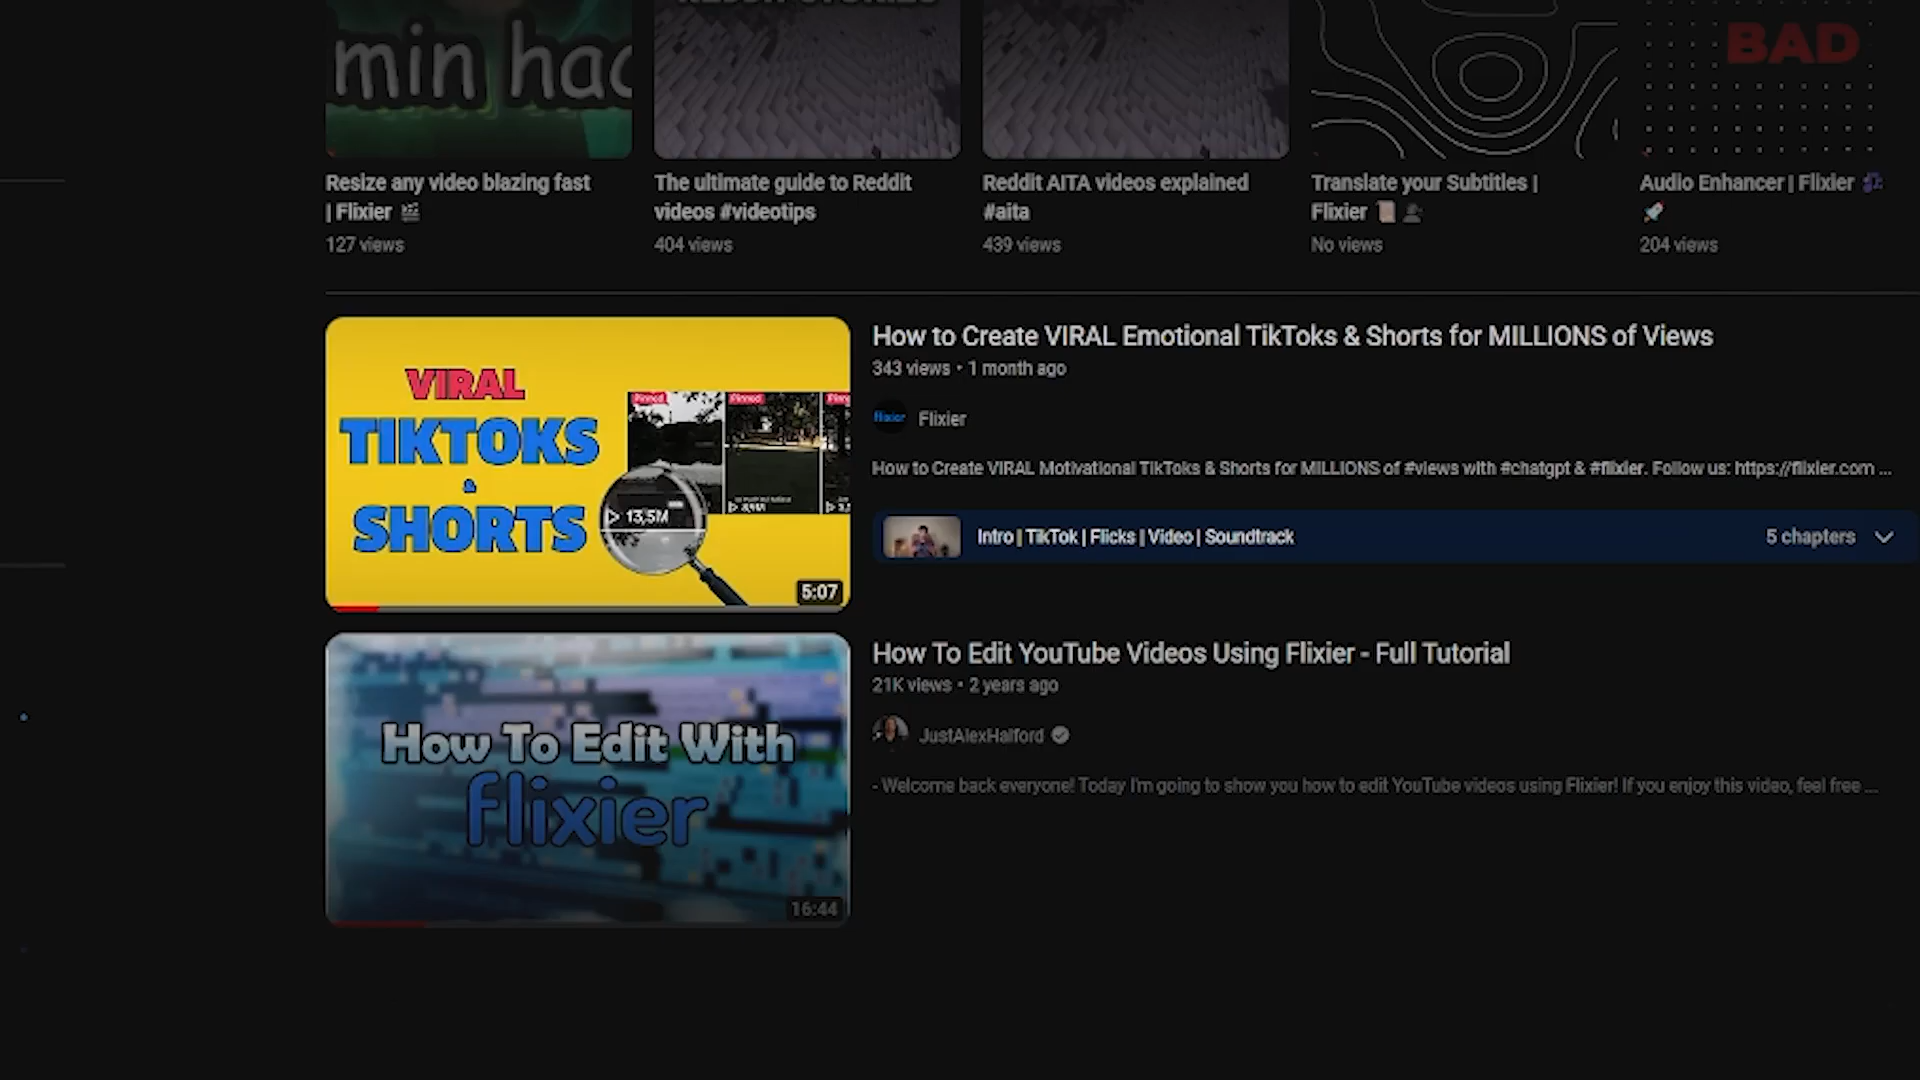 min hac
BAD
Resize any video blazing fast
| Flixier
127 views
The ultimate guide to Reddit
videos #videotips
404 views
Reddit AITA videos explained
#aita
439 views
Translate your Subtitles |
Flixier
No views
Audio Enhancer | Flixier
204 views
VIRAL
TIKTOKS
&
SHORTS
Pinned
Pinned
13,5M
5:07
How to Create VIRAL Emotional TikToks & Shorts for MILLIONS of Views
343 views • 1 month ago
flixier
Flixier
How to Create VIRAL Motivational TikToks & Shorts for MILLIONS of #views with #chatgpt & #flixier. Follow us: https://flixier.com ...
Intro | TikTok | Flicks | Video | Soundtrack
5 chapters
How To Edit With
flixier
16:44
How To Edit YouTube Videos Using Flixier - Full Tutorial
21K views • 2 years ago
JustAlexHalford
- Welcome back everyone! Today I'm going to show you how to edit YouTube videos using Flixier! If you enjoy this video, feel free ...